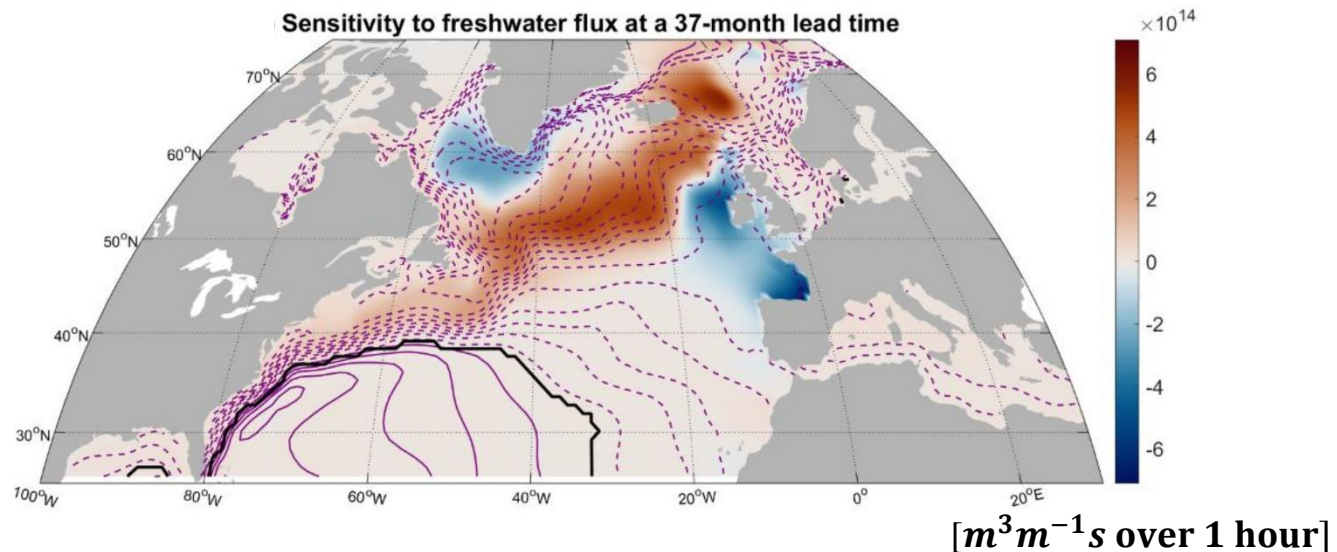 Sensitivity to freshwater flux at a 37-month lead time
×10¹⁴
70°N
6
4
60°N
2
50°N
0
40°N
-2
-4
30°N
-6
100°W
80°W
60°W
40°W
20°W
0°
20°E
[m³m⁻¹s over 1 hour]